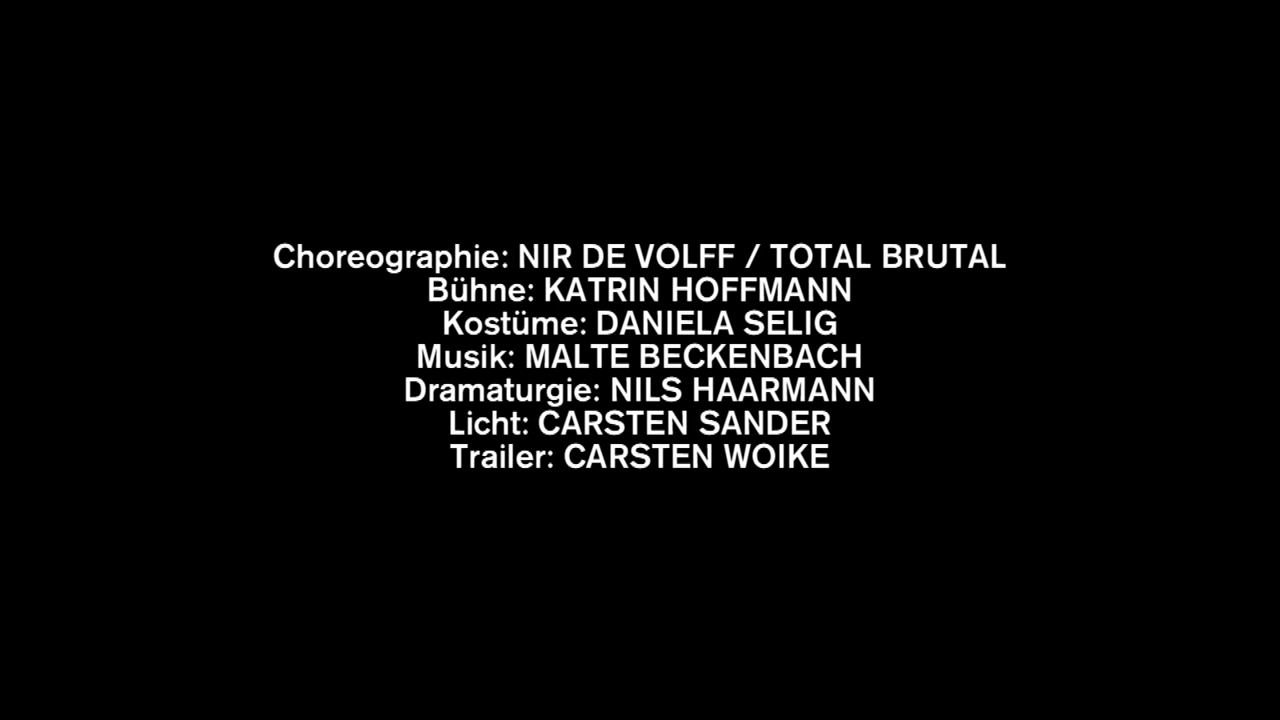 Choreographie: NIR DE VOLFF / TOTAL BRUTAL
Bühne: KATRIN HOFFMANN
Kostüme: DANIELA SELIG
Musik: MALTE BECKENBACH
Dramaturgie: NILS HAARMANN
Licht: CARSTEN SANDER
Trailer: CARSTEN WOIKE